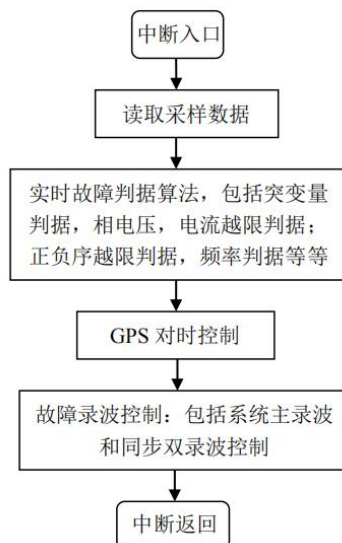 中断入口
读取采样数据
实时故障判据算法，包括突变量
判据，相电压，电流越限判据；
正负序越限判据，频率判据等等
GPS 对时控制
故障录波控制：包括系统主录波
和同步双录波控制
中断返回